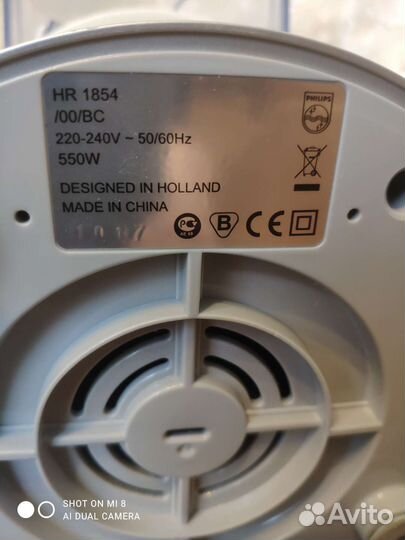 HR 1854
/00/BC
220-240V ~ 50/60Hz
550W
DESIGNED IN HOLLAND
MADE IN CHINA
PHILIPS
B
CE
SHOT ON MI 8
AI DUAL CAMERA
Avito